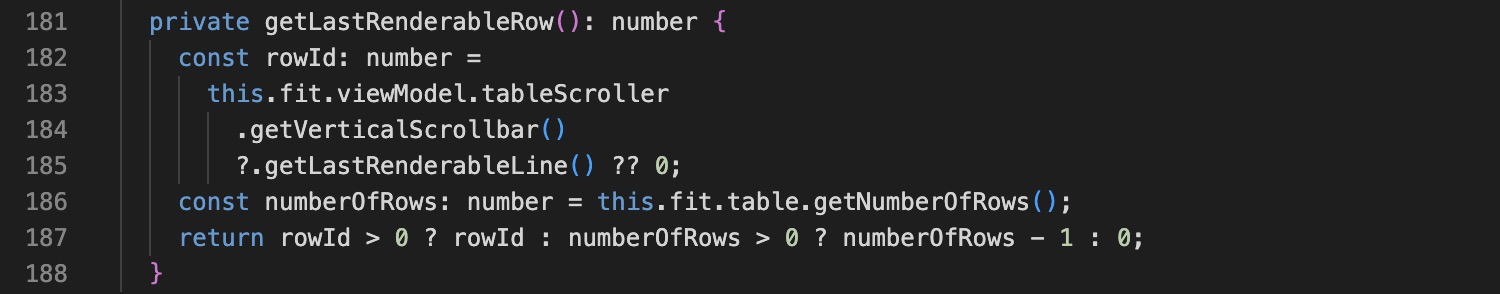 181 private getLastRenderableRow(): number {
182 const rowId: number =
183 this.fit.viewModel.tableScroller
184 .getVerticalScrollbar()
185 ?.getLastRenderableLine() ?? 0;
186 const numberOfRows: number = this.fit.table.getNumberOfRows();
187 return rowId > 0 ? rowId : numberOfRows > 0 ? numberOfRows - 1 : 0;
188 }